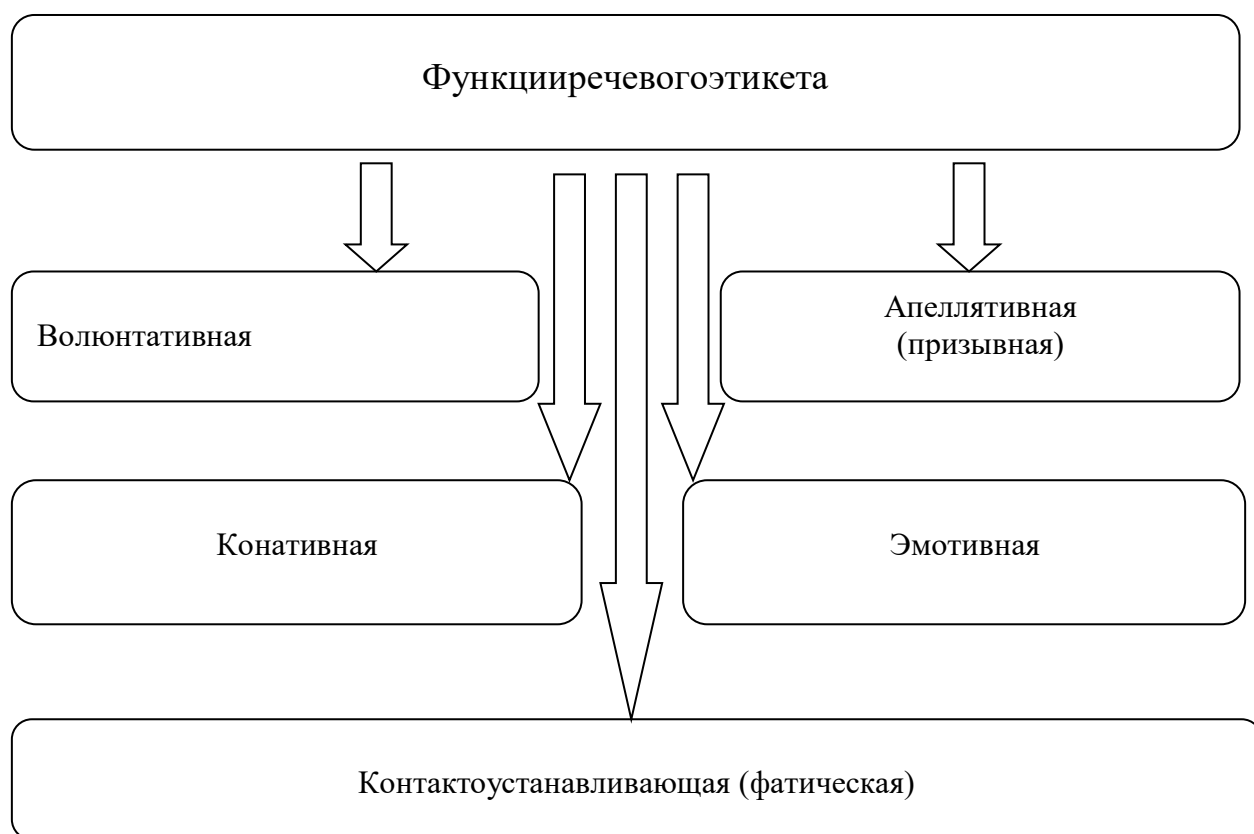 Функцииречевогоэтикета
Волюнтативная
Апеллятивная
(призывная)
Конативная
Эмотивная
Контактоустанавливающая (фатическая)